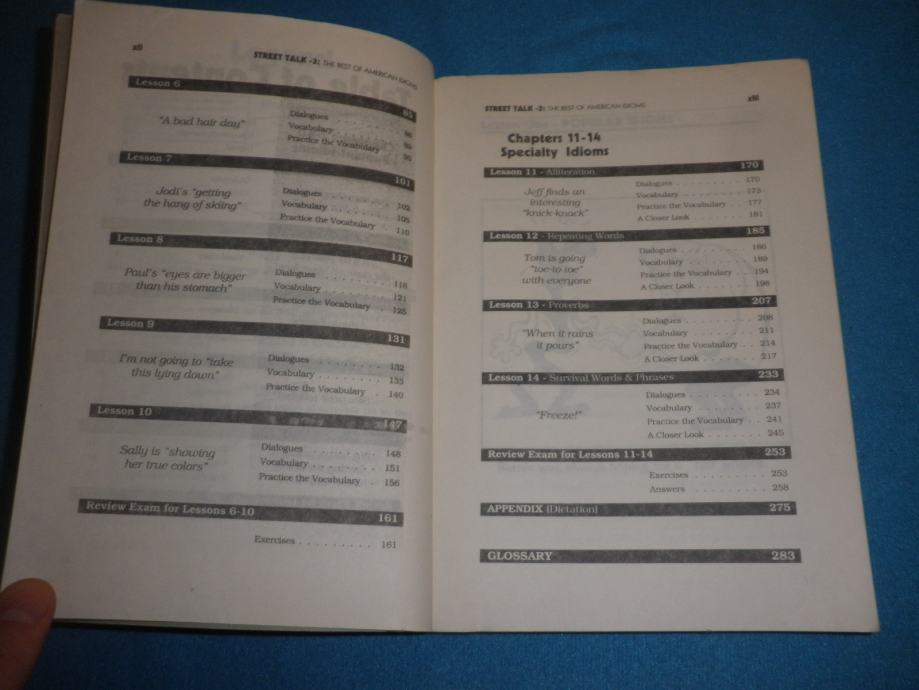 xii
STREET TALK -2: THE BEST OF AMERICAN IDIOMS
Lesson 6 85
"A bad hair day"
Dialogues . . . . . . . . 86
Vocabulary . . . . . . . 89
Practice the Vocabulary . 95
Lesson 7 101
Jodi's "getting
the hang of skiing"
Dialogues . . . . . . . . 102
Vocabulary . . . . . . . 105
Practice the Vocabulary . 110
Lesson 8 117
Paul's "eyes are bigger
than his stomach"
Dialogues . . . . . . . . 118
Vocabulary . . . . . . . 121
Practice the Vocabulary . 125
Lesson 9 131
I'm not going to "take
this lying down"
Dialogues . . . . . . . . 132
Vocabulary . . . . . . . 135
Practice the Vocabulary . 140
Lesson 10 147
Sally is "showing
her true colors"
Dialogues . . . . . . . . 148
Vocabulary . . . . . . . 151
Practice the Vocabulary . 156
Review Exam for Lessons 6-10 161
Exercises . . . . . . . . . 161
STREET TALK -2: THE BEST OF AMERICAN IDIOMS
xiii
Chapters 11-14
Specialty Idioms
Lesson 11 - Alliteration 170
Jeff finds an
interesting
"knick-knack"
Dialogues . . . . . . . . 170
Vocabulary . . . . . . . 173
Practice the Vocabulary . 177
A Closer Look . . . . . . 181
Lesson 12 - Repeating Words 185
Tom is going
"toe-to toe"
with everyone
Dialogues . . . . . . . . 186
Vocabulary . . . . . . . 189
Practice the Vocabulary . 194
A Closer Look . . . . . . 198
Lesson 13 - Proverbs 207
"When it rains
it pours"
Dialogues . . . . . . . . 208
Vocabulary . . . . . . . 211
Practice the Vocabulary . . 214
A Closer Look . . . . . . . 217
Lesson 14 - Survival Words & Phrases 233
"Freeze!"
Dialogues . . . . . . . . 234
Vocabulary . . . . . . . 237
Practice the Vocabulary . . 241
A Closer Look . . . . . . . 245
Review Exam for Lessons 11-14 253
Exercises . . . . . . . . 253
Answers . . . . . . . . . 258
APPENDIX (Dictation) 275
GLOSSARY 283